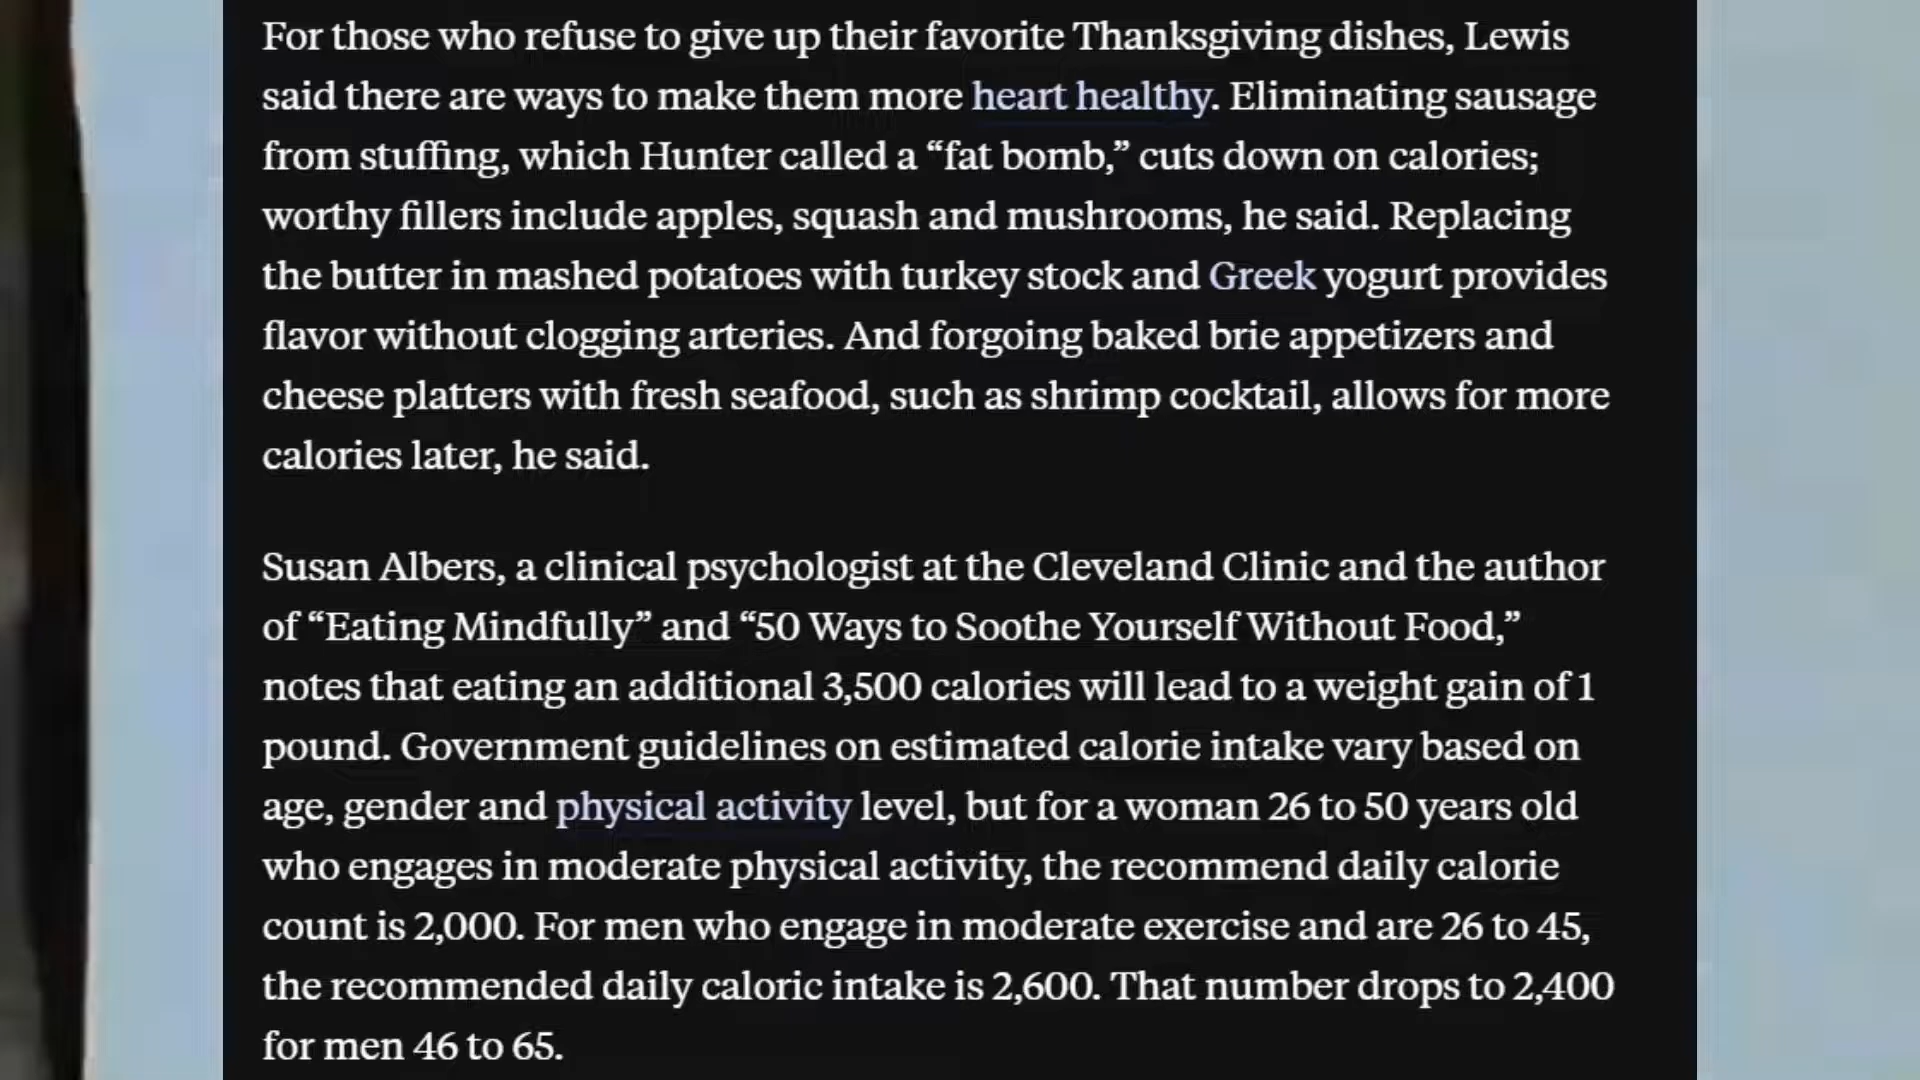 For those who refuse to give up their favorite Thanksgiving dishes, Lewis
said there are ways to make them more heart healthy. Eliminating sausage
from stuffing, which Hunter called a “fat bomb,” cuts down on calories;
worthy fillers include apples, squash and mushrooms, he said. Replacing
the butter in mashed potatoes with turkey stock and Greek yogurt provides
flavor without clogging arteries. And forgoing baked brie appetizers and
cheese platters with fresh seafood, such as shrimp cocktail, allows for more
calories later, he said.
Susan Albers, a clinical psychologist at the Cleveland Clinic and the author
of “Eating Mindfully” and “50 Ways to Soothe Yourself Without Food,”
notes that eating an additional 3,500 calories will lead to a weight gain of 1
pound. Government guidelines on estimated calorie intake vary based on
age, gender and physical activity level, but for a woman 26 to 50 years old
who engages in moderate physical activity, the recommend daily calorie
count is 2,000. For men who engage in moderate exercise and are 26 to 45,
the recommended daily caloric intake is 2,600. That number drops to 2,400
for men 46 to 65.